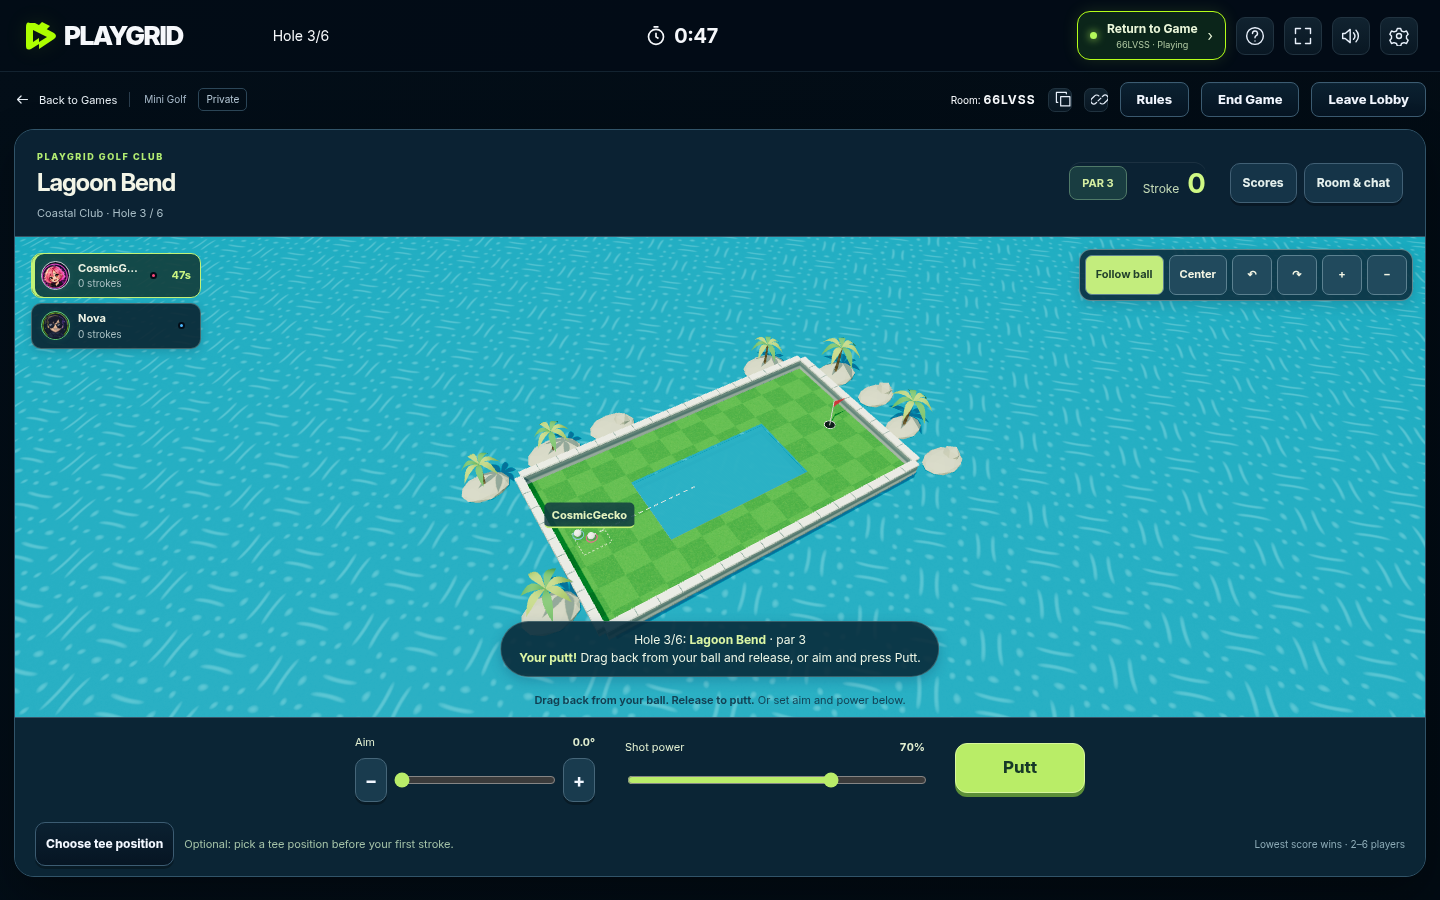 PLAYGRID
Hole 3/6
0:47
Return to Game
66LVSS · Playing
Back to Games
Mini Golf
Private
Room: 66LVSS
Rules
End Game
Leave Lobby
PLAYGRID GOLF CLUB
Lagoon Bend
Coastal Club · Hole 3 / 6
PAR 3
Stroke 0
Scores
Room & chat
CosmicG...
0 strokes
47s
Nova
0 strokes
Follow ball
Center
↶
↷
+
−
CosmicGecko
Hole 3/6: Lagoon Bend · par 3
Your putt! Drag back from your ball and release, or aim and press Putt.
Drag back from your ball. Release to putt. Or set aim and power below.
Aim
0.0°
−
+
Shot power
70%
Putt
Choose tee position
Optional: pick a tee position before your first stroke.
Lowest score wins · 2–6 players